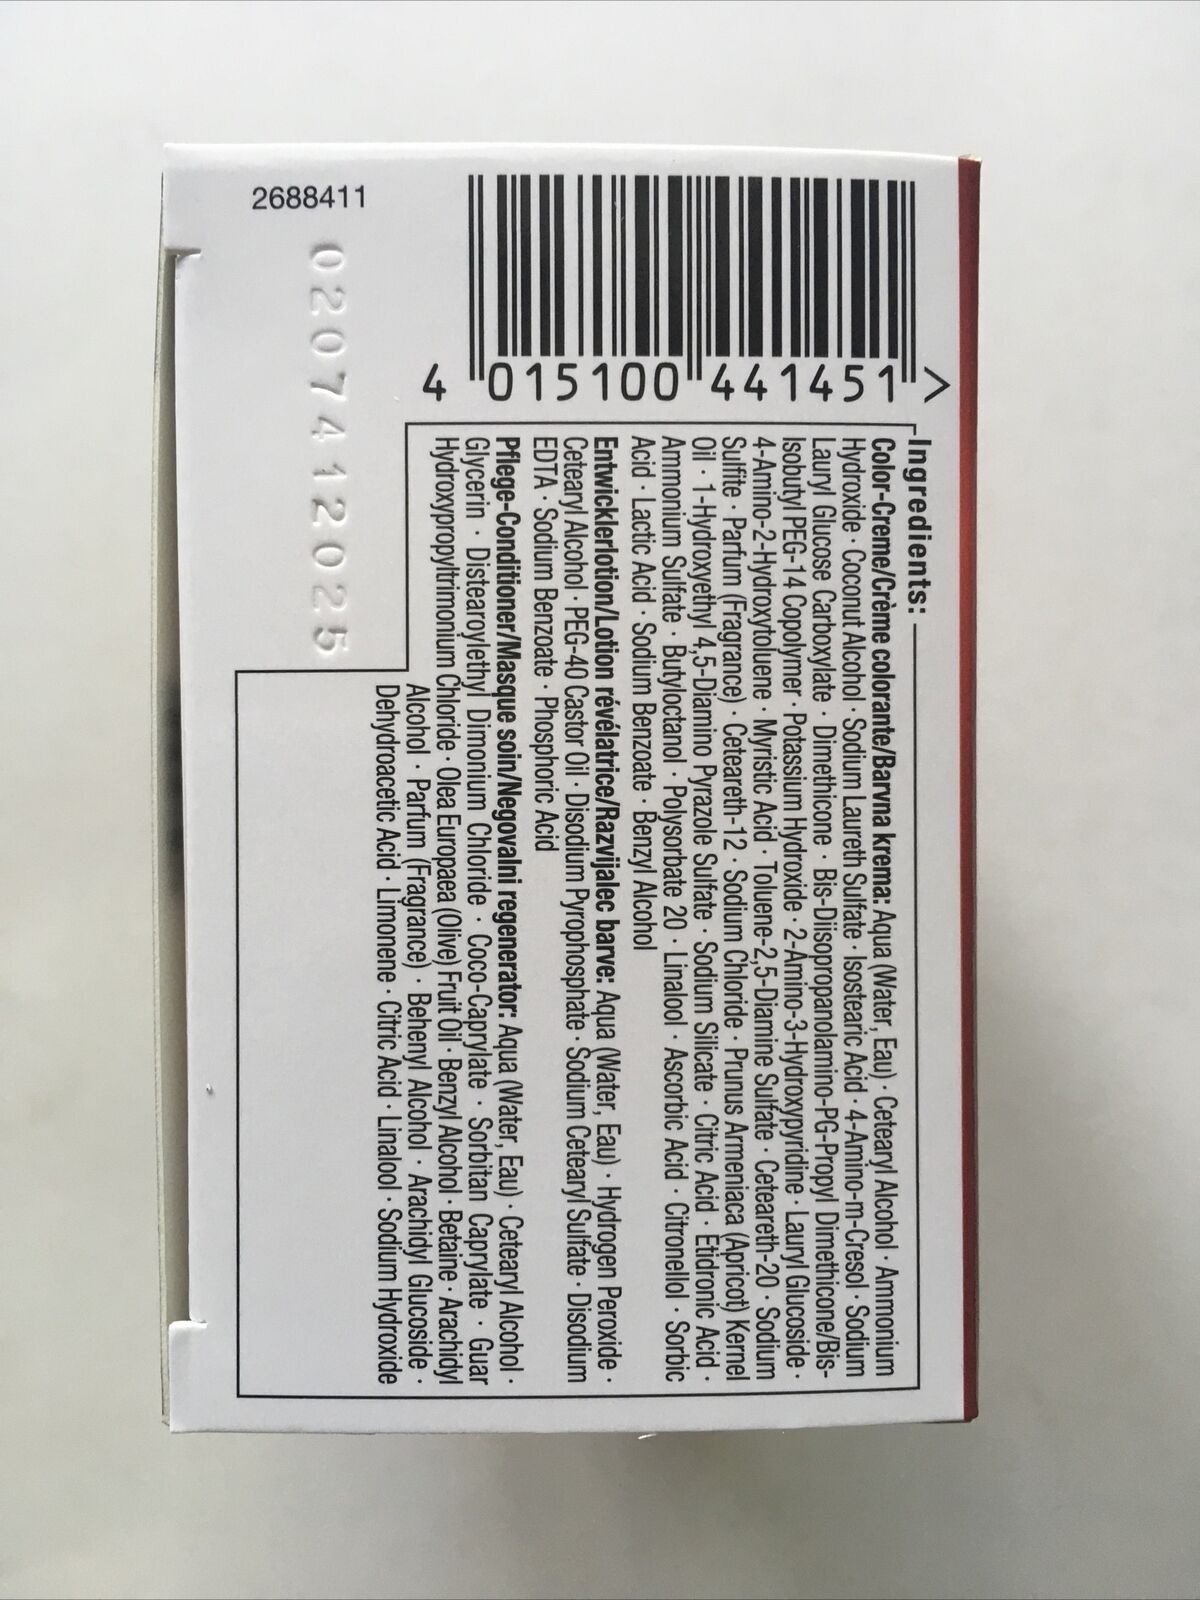 2688411
4 015100 441451 >
02074 12025
Ingredients:
Color-Creme/Crème colorante/Barvna krema: Aqua (Water, Eau) · Cetearyl Alcohol · Ammonium
Hydroxide · Coconut Alcohol · Sodium Laureth Sulfate · Isostearic Acid · 4-Amino-m-Cresol · Sodium
Lauryl Glucose Carboxylate · Dimethicone · Bis-Diisopropanolamino-PG-Propyl Dimethicone/Bis-
Isobutyl PEG-14 Copolymer · Potassium Hydroxide · 2-Amino-3-Hydroxypyridine · Lauryl Glucoside ·
4-Amino-2-Hydroxytoluene · Myristic Acid · Toluene-2,5-Diamine Sulfate · Ceteareth-20 · Sodium
Sulfite · Parfum (Fragrance) · Ceteareth-12 · Sodium Chloride · Prunus Armeniaca (Apricot) Kernel
Oil · 1-Hydroxyethyl 4,5-Diamino Pyrazole Sulfate · Sodium Silicate · Citric Acid · Etidronic Acid ·
Ammonium Sulfate · Butyloctanol · Polysorbate 20 · Linalool · Ascorbic Acid · Citronellol · Sorbic
Acid · Lactic Acid · Sodium Benzoate · Benzyl Alcohol
Entwicklerlotion/Lotion révélatrice/Razvijalec barve: Aqua (Water, Eau) · Hydrogen Peroxide ·
Cetearyl Alcohol · PEG-40 Castor Oil · Disodium Pyrophosphate · Sodium Cetearyl Sulfate · Disodium
EDTA · Sodium Benzoate · Phosphoric Acid
Pflege-Conditioner/Masque soin/Negovalni regenerator: Aqua (Water, Eau) · Cetearyl Alcohol ·
Glycerin · Distearoylethyl Dimonium Chloride · Coco-Caprylate · Sorbitan Caprylate · Guar
Hydroxypropyltrimonium Chloride · Olea Europaea (Olive) Fruit Oil · Benzyl Alcohol · Betaine · Arachidyl
Alcohol · Parfum (Fragrance) · Behenyl Alcohol · Arachidyl Glucoside ·
Dehydroacetic Acid · Limonene · Citric Acid · Linalool · Sodium Hydroxide